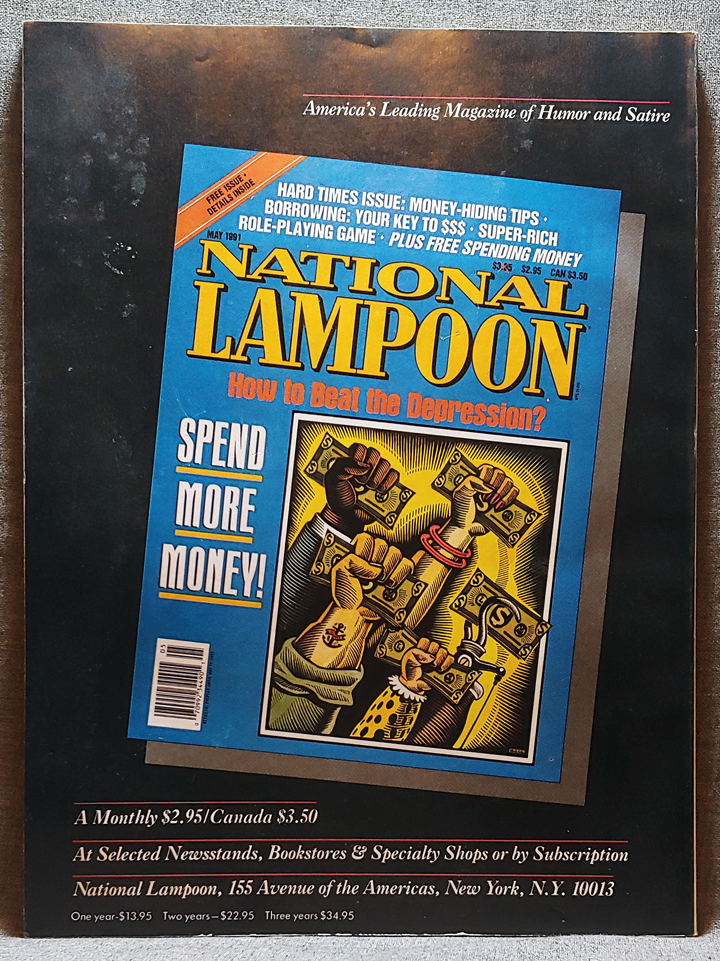 America's Leading Magazine of Humor and Satire
FREE ISSUE •
DETAILS INSIDE
HARD TIMES ISSUE: MONEY-HIDING TIPS •
BORROWING: YOUR KEY TO $$$ • SUPER-RICH
ROLE-PLAYING GAME • PLUS FREE SPENDING MONEY
MAY 1991
$3.95 $2.95 CAN $3.50
NATIONAL
LAMPOON
How to Beat the Depression?
SPEND
MORE
MONEY!
05
A Monthly $2.95/Canada $3.50
At Selected Newsstands, Bookstores & Specialty Shops or by Subscription
National Lampoon, 155 Avenue of the Americas, New York, N.Y. 10013
One year-$13.95 Two years—$22.95 Three years $34.95